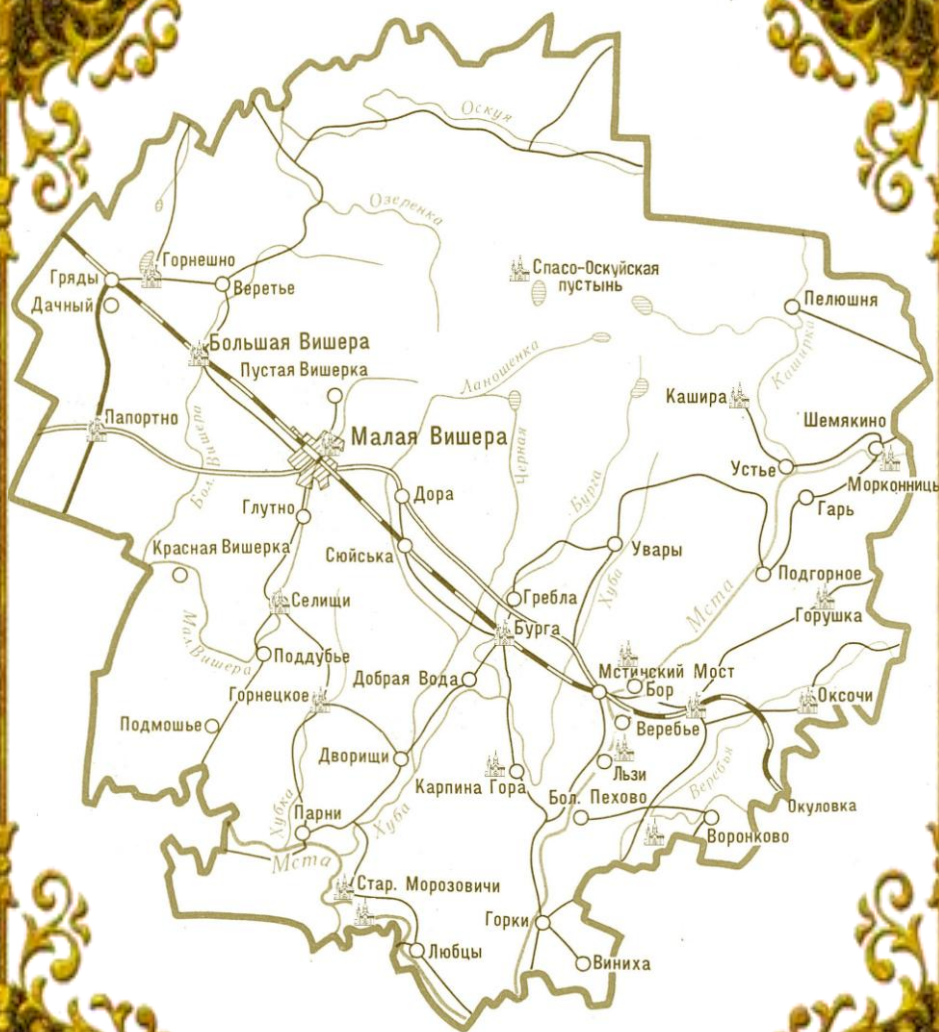 Оскуя
Озеренка
Горнешно
Спасо-Оскуйская
пустынь
Гряды
Веретье
Дачный
Пелюшня
Большая Вишера
Каширка
Пустая Вишерка
Ланошенка
Кашира
Папортно
Шемякино
Малая Вишера
Бол. Вишера
Черная
Устье
Дора
Бурга
Морконницы
Глутно
Гарь
Красная Вишерка
Сюйська
Увары
Подгорное
Хуба
Селищи
Гребла
Мста
Горушка
Мал. Вишера
Бурга
Поддубье
Мстинский Мост
Добрая Вода
Бор
Горнецкое
Оксочи
Подмошье
Веребье
Дворищи
Льзи
Веребья
Карпина Гора
Бол. Пехово
Окуловка
Хубка
Парни
Хуба
Воронково
Мста
Стар. Морозовичи
Горки
Любцы
Виниха